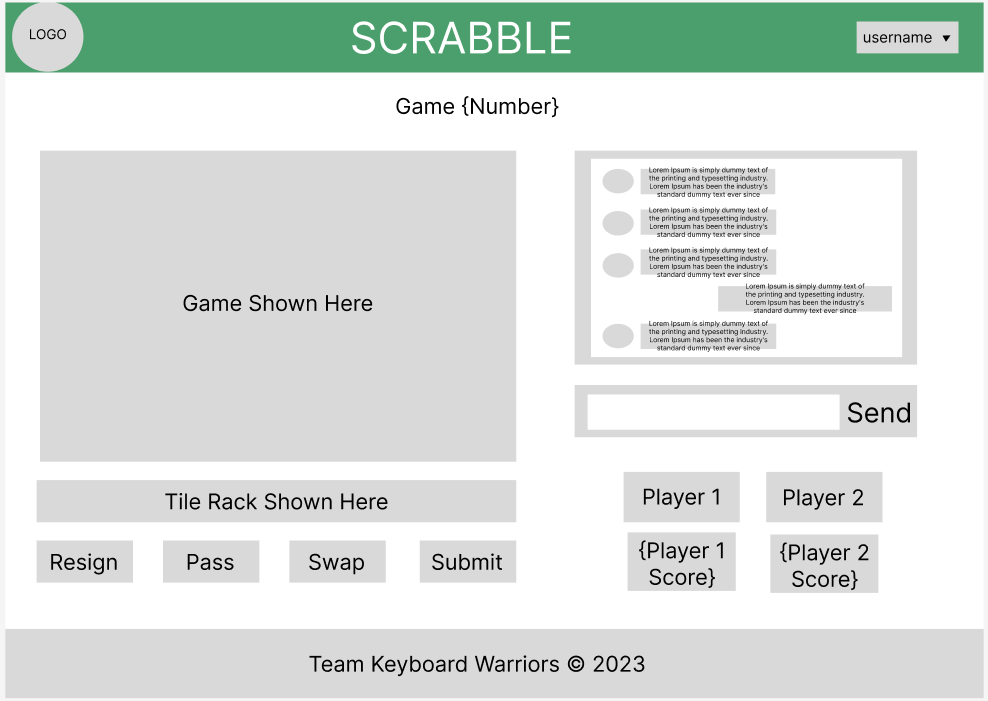 LOGO
SCRABBLE
username
Game {Number}
Game Shown Here
Lorem Ipsum is simply dummy text of
the printing and typesetting industry.
Lorem Ipsum has been the industry's
standard dummy text ever since
Lorem Ipsum is simply dummy text of
the printing and typesetting industry.
Lorem Ipsum has been the industry's
standard dummy text ever since
Lorem Ipsum is simply dummy text of
the printing and typesetting industry.
Lorem Ipsum has been the industry's
standard dummy text ever since
Lorem Ipsum is simply dummy text of
the printing and typesetting industry.
Lorem Ipsum has been the industry's
standard dummy text ever since
Lorem Ipsum is simply dummy text of
the printing and typesetting industry.
Lorem Ipsum has been the industry's
standard dummy text ever since
Send
Tile Rack Shown Here
Resign
Pass
Swap
Submit
Player 1
Player 2
{Player 1
Score}
{Player 2
Score}
Team Keyboard Warriors © 2023